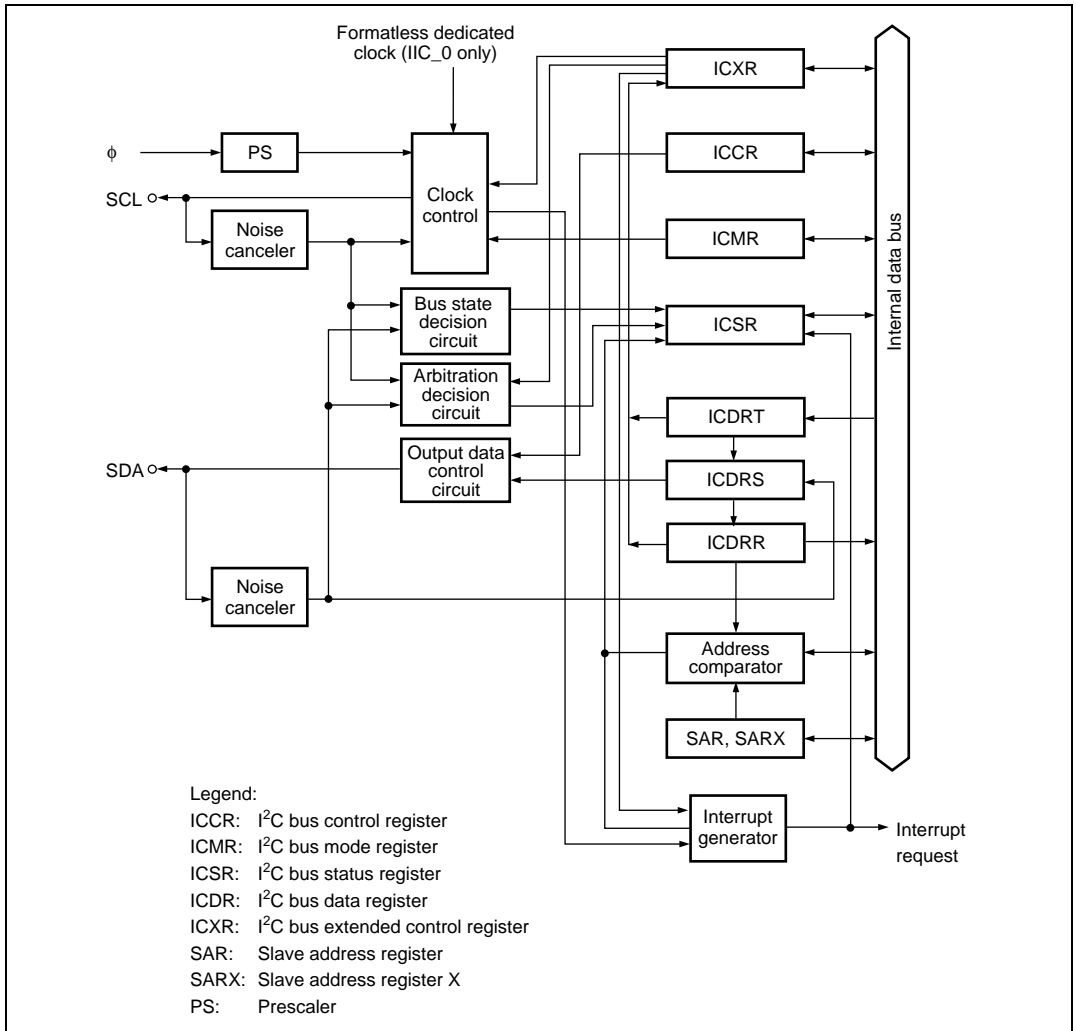 Formatless dedicated
clock (IIC_0 only)
ϕ
PS
SCL
Noise
canceler
Clock
control
ICXR
ICCR
ICMR
Internal data bus
Bus state
decision
circuit
ICSR
Arbitration
decision
circuit
ICDRT
SDA
Output data
control
circuit
ICDRS
ICDRR
Noise
canceler
Address
comparator
SAR, SARX
Interrupt
generator
Interrupt
request
Legend:
ICCR: I²C bus control register
ICMR: I²C bus mode register
ICSR: I²C bus status register
ICDR: I²C bus data register
ICXR: I²C bus extended control register
SAR: Slave address register
SARX: Slave address register X
PS: Prescaler